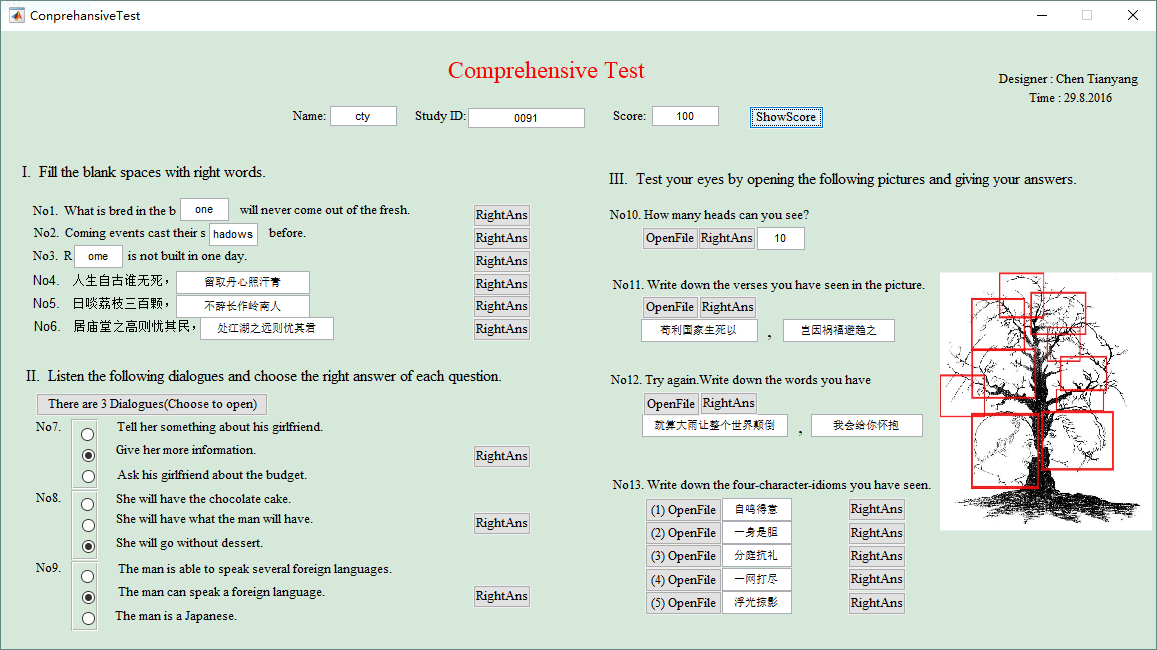 ConprehansiveTest
Comprehensive Test
Designer : Chen Tianyang
Time : 29.8.2016
Name: cty Study ID: 0091 Score: 100 ShowScore
I. Fill the blank spaces with right words.
No1. What is bred in the b one will never come out of the fresh. RightAns
No2. Coming events cast their s hadows before. RightAns
No3. R ome is not built in one day. RightAns
No4. 人生自古谁无死， 留取丹心照汗青 RightAns
No5. 日啖荔枝三百颗， 不辞长作岭南人 RightAns
No6. 居庙堂之高则忧其民， 处江湖之远则忧其君 RightAns
II. Listen the following dialogues and choose the right answer of each question.
There are 3 Dialogues(Choose to open)
No7. Tell her something about his girlfriend.
Give her more information. RightAns
Ask his girlfriend about the budget.
No8. She will have the chocolate cake.
She will have what the man will have. RightAns
She will go without dessert.
No9. The man is able to speak several foreign languages.
The man can speak a foreign language. RightAns
The man is a Japanese.
III. Test your eyes by opening the following pictures and giving your answers.
No10. How many heads can you see?
OpenFile RightAns 10
No11. Write down the verses you have seen in the picture.
OpenFile RightAns
苟利国家生死以 , 岂因祸福避趋之
No12. Try again.Write down the words you have
OpenFile RightAns
就算大雨让整个世界颠倒 , 我会给你怀抱
No13. Write down the four-character-idioms you have seen.
(1) OpenFile 自鸣得意 RightAns
(2) OpenFile 一身是胆 RightAns
(3) OpenFile 分庭抗礼 RightAns
(4) OpenFile 一网打尽 RightAns
(5) OpenFile 浮光掠影 RightAns